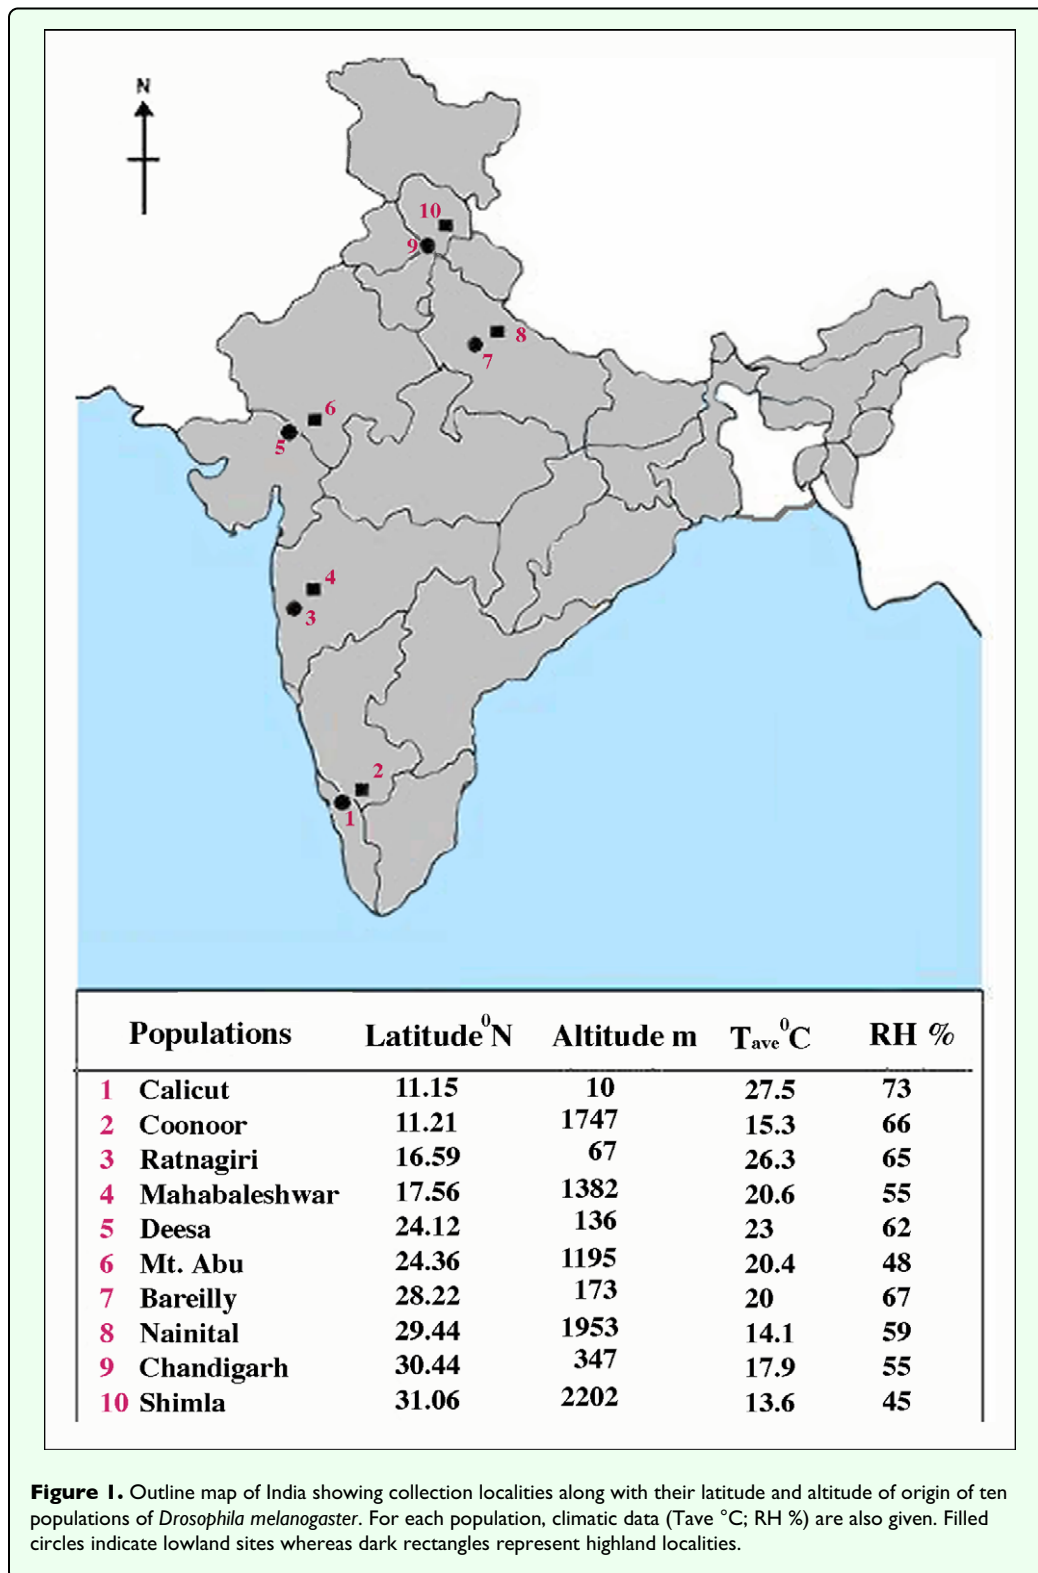 N
10
9
8
7
6
5
4
3
2
1
Populations Latitude⁰N Altitude m Tave⁰C RH %
1 Calicut 11.15 10 27.5 73
2 Coonoor 11.21 1747 15.3 66
3 Ratnagiri 16.59 67 26.3 65
4 Mahabaleshwar 17.56 1382 20.6 55
5 Deesa 24.12 136 23 62
6 Mt. Abu 24.36 1195 20.4 48
7 Bareilly 28.22 173 20 67
8 Nainital 29.44 1953 14.1 59
9 Chandigarh 30.44 347 17.9 55
10 Shimla 31.06 2202 13.6 45
Figure 1. Outline map of India showing collection localities along with their latitude and altitude of origin of ten
populations of Drosophila melanogaster. For each population, climatic data (Tave °C; RH %) are also given. Filled
circles indicate lowland sites whereas dark rectangles represent highland localities.